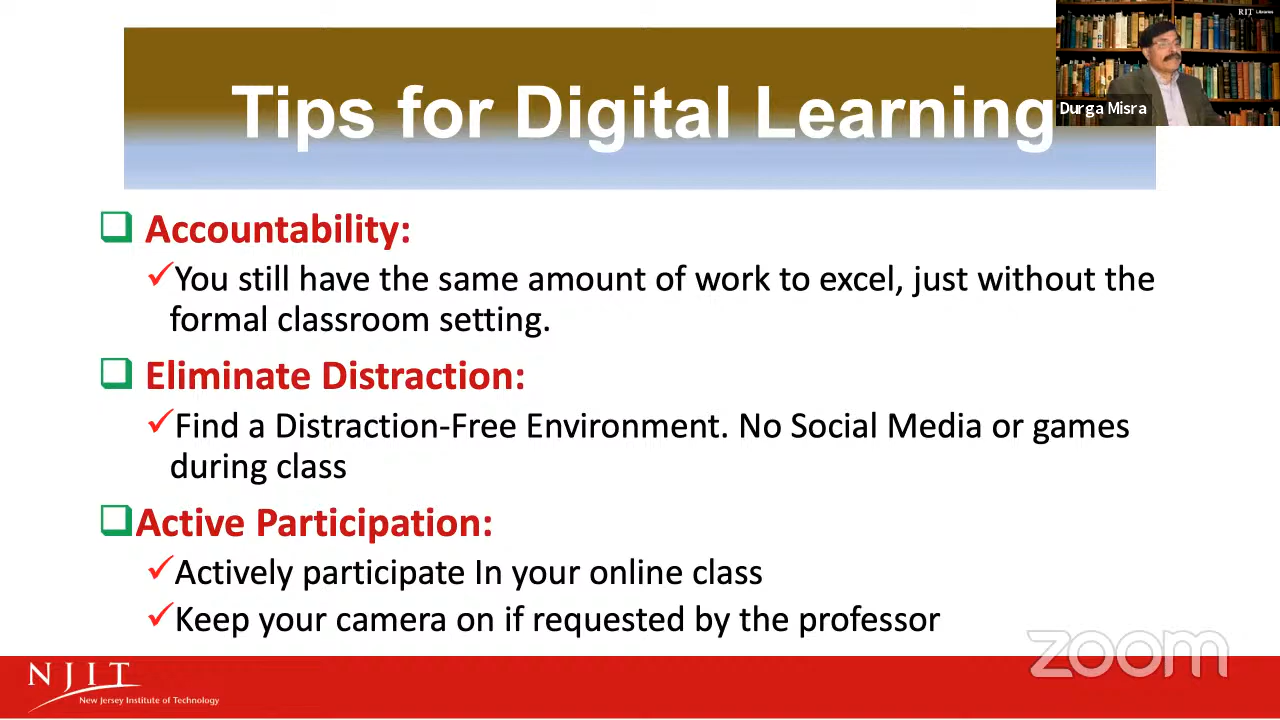 Tips for Digital Learning
RIT Libraries
Durga Misra
Accountability:
You still have the same amount of work to excel, just without the
formal classroom setting.
Eliminate Distraction:
Find a Distraction-Free Environment. No Social Media or games
during class
Active Participation:
Actively participate In your online class
Keep your camera on if requested by the professor
zoom
NJIT
New Jersey Institute of Technology